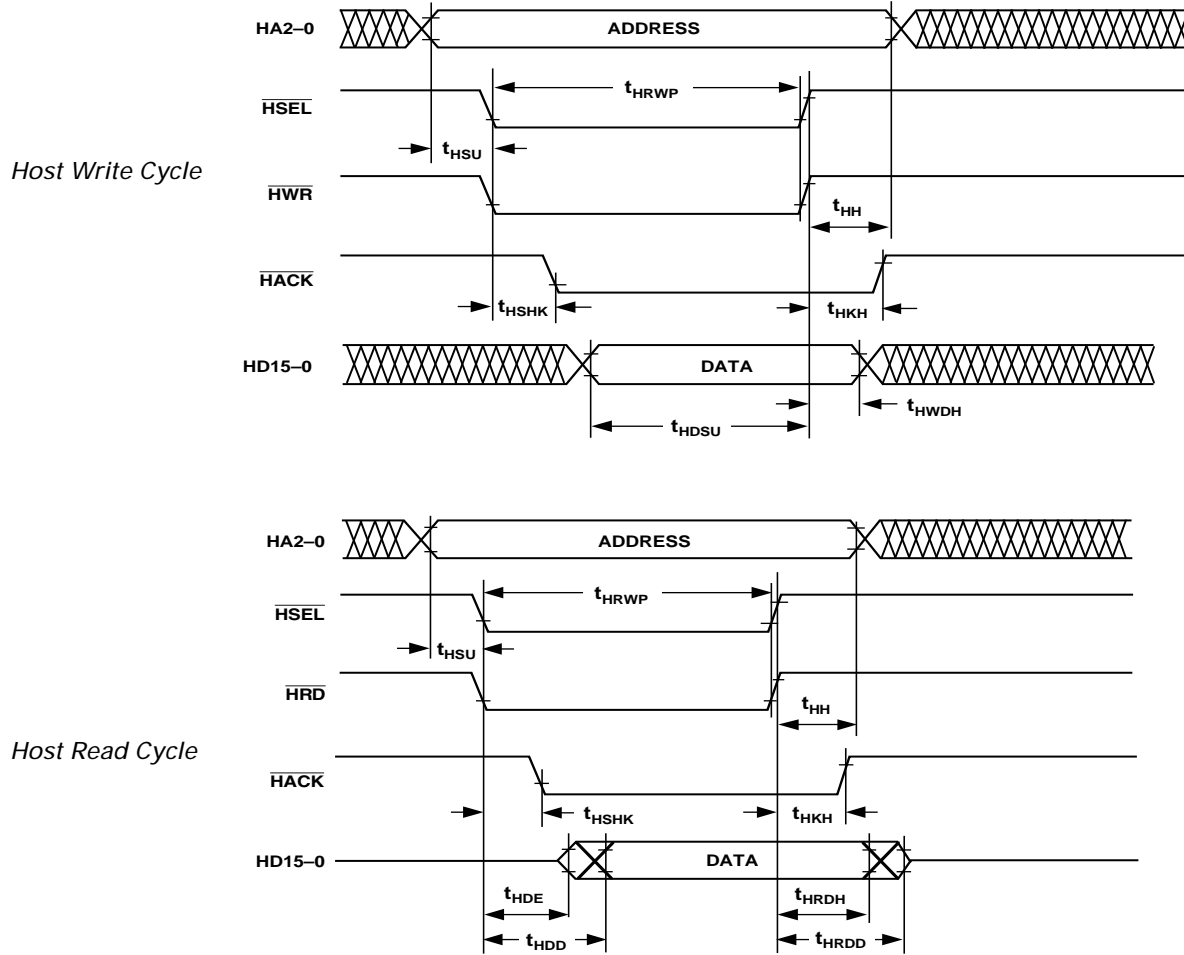 HA2–0
ADDRESS
HSEL
tHRWP
tHSU
Host Write Cycle
HWR
tHH
HACK
tHSHK
tHKH
HD15–0
DATA
tHWDH
tHDSU
HA2–0
ADDRESS
HSEL
tHRWP
tHSU
HRD
tHH
Host Read Cycle
HACK
tHSHK
tHKH
HD15–0
DATA
tHDE
tHRDH
tHDD
tHRDD